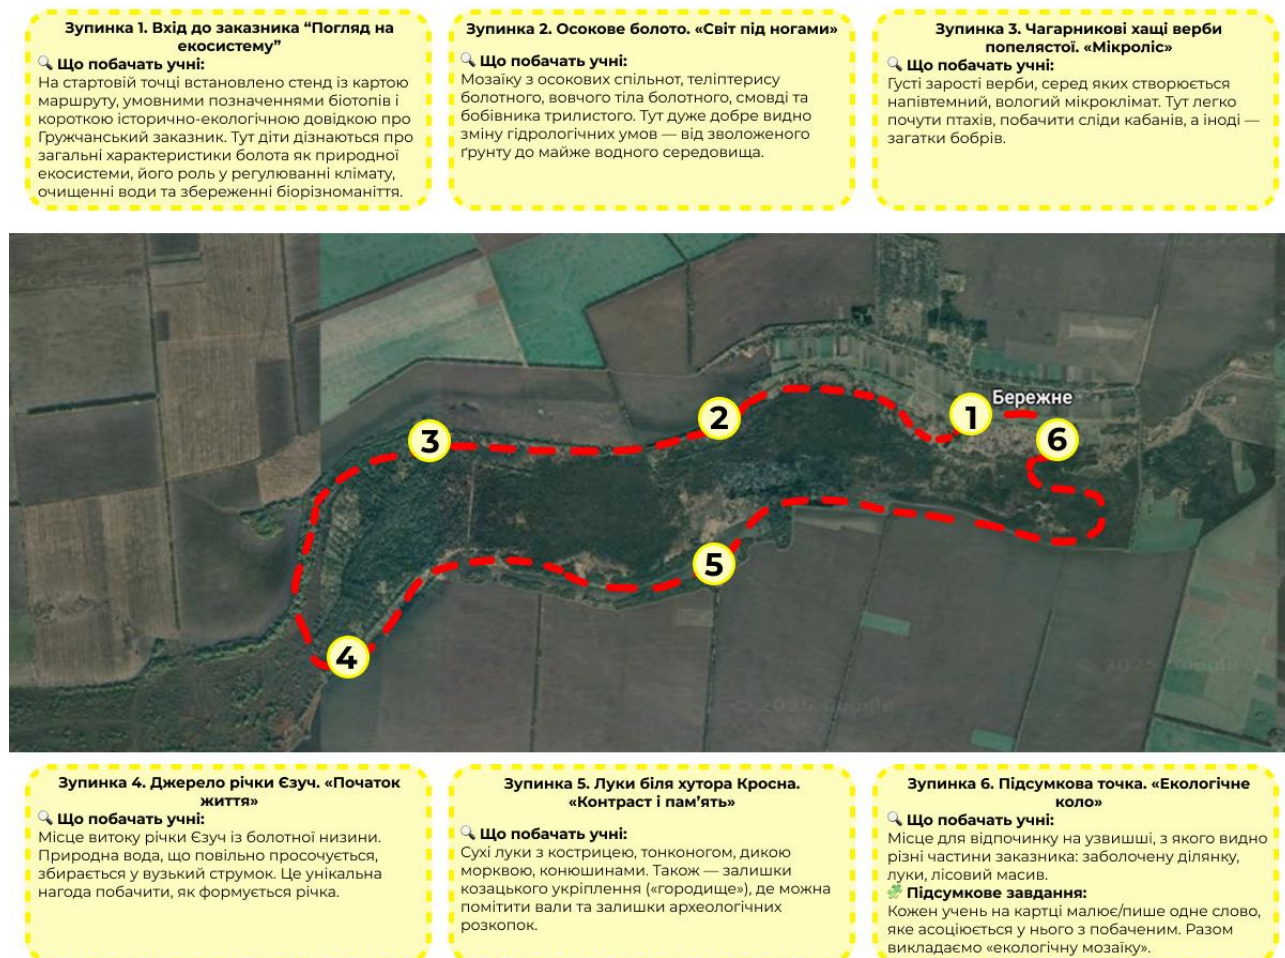 Зупинка 1. Вхід до заказника “Погляд на
екосистему”
Що побачать учні:
На стартовій точці встановлено стенд із картою
маршруту, умовними позначеннями біотопів і
короткою історично-екологічною довідкою про
Гружчанський заказник. Тут діти дізнаються про
загальні характеристики болота як природної
екосистеми, його роль у регулюванні клімату,
очищенні води та збереженні біорізноманіття.
Зупинка 2. Осокове болото. «Світ під ногами»
Що побачать учні:
Мозаїку з осокових спільнот, теліптерису
болотного, вовчого тіла болотного, смовді та
бобівника трилистого. Тут дуже добре видно
зміну гідрологічних умов — від зволоженого
ґрунту до майже водного середовища.
Зупинка 3. Чагарникові хащі верби
попелястої. «Мікроліс»
Що побачать учні:
Густі зарості верби, серед яких створюється
напівтемний, вологий мікроклімат. Тут легко
почути птахів, побачити сліди кабанів, а іноді —
загатки бобрів.
Бережне
1
2
3
6
5
4
© 2025 Google
© 2025 Google
Зупинка 4. Джерело річки Єзуч. «Початок
життя»
Що побачать учні:
Місце витоку річки Єзуч із болотної низини.
Природна вода, що повільно просочується,
збирається у вузький струмок. Це унікальна
нагода побачити, як формується річка.
Зупинка 5. Луки біля хутора Кросна.
«Контраст і пам’ять»
Що побачать учні:
Сухі луки з кострицею, тонконогом, дикою
морквою, конюшинами. Також — залишки
козацького укріплення («городище»), де можна
помітити вали та залишки археологічних
розкопок.
Зупинка 6. Підсумкова точка. «Екологічне
коло»
Що побачать учні:
Місце для відпочинку на узвишші, з якого видно
різні частини заказника: заболочену ділянку,
луки, лісовий масив.
Підсумкове завдання:
Кожен учень на картці малює/пише одне слово,
яке асоціюється у нього з побаченим. Разом
викладаємо «екологічну мозаїку».